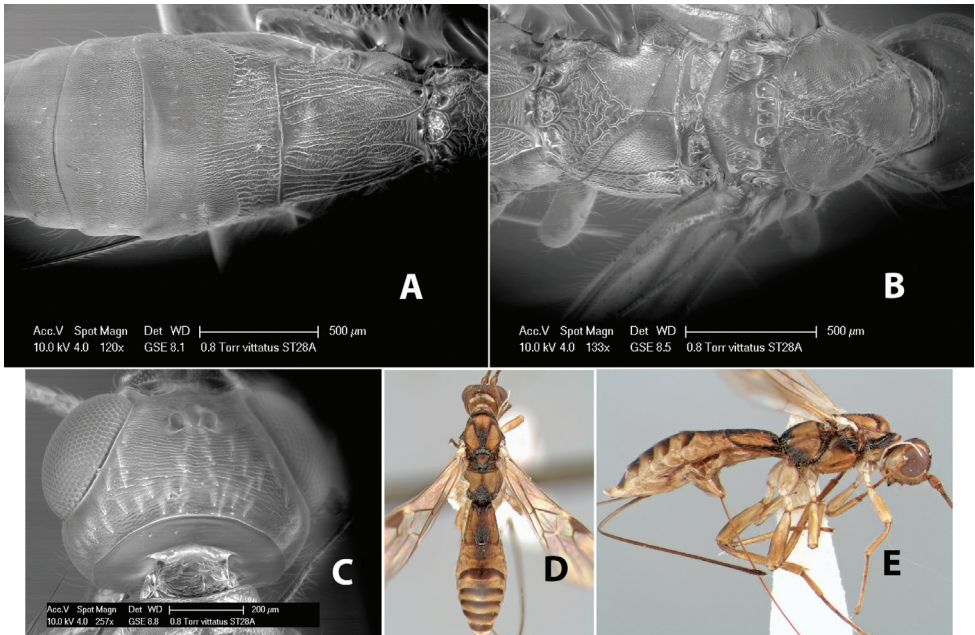 A
Acc.V Spot Magn Det WD 500 µm
10.0 kV 4.0 120x GSE 8.1 0.8 Torr vittatus ST28A
B
Acc.V Spot Magn Det WD 500 µm
10.0 kV 4.0 133x GSE 8.5 0.8 Torr vittatus ST28A
C
Acc.V Spot Magn Det WD 200 µm
10.0 kV 4.0 257x GSE 8.8 0.8 Torr vittatus ST28A
D
E